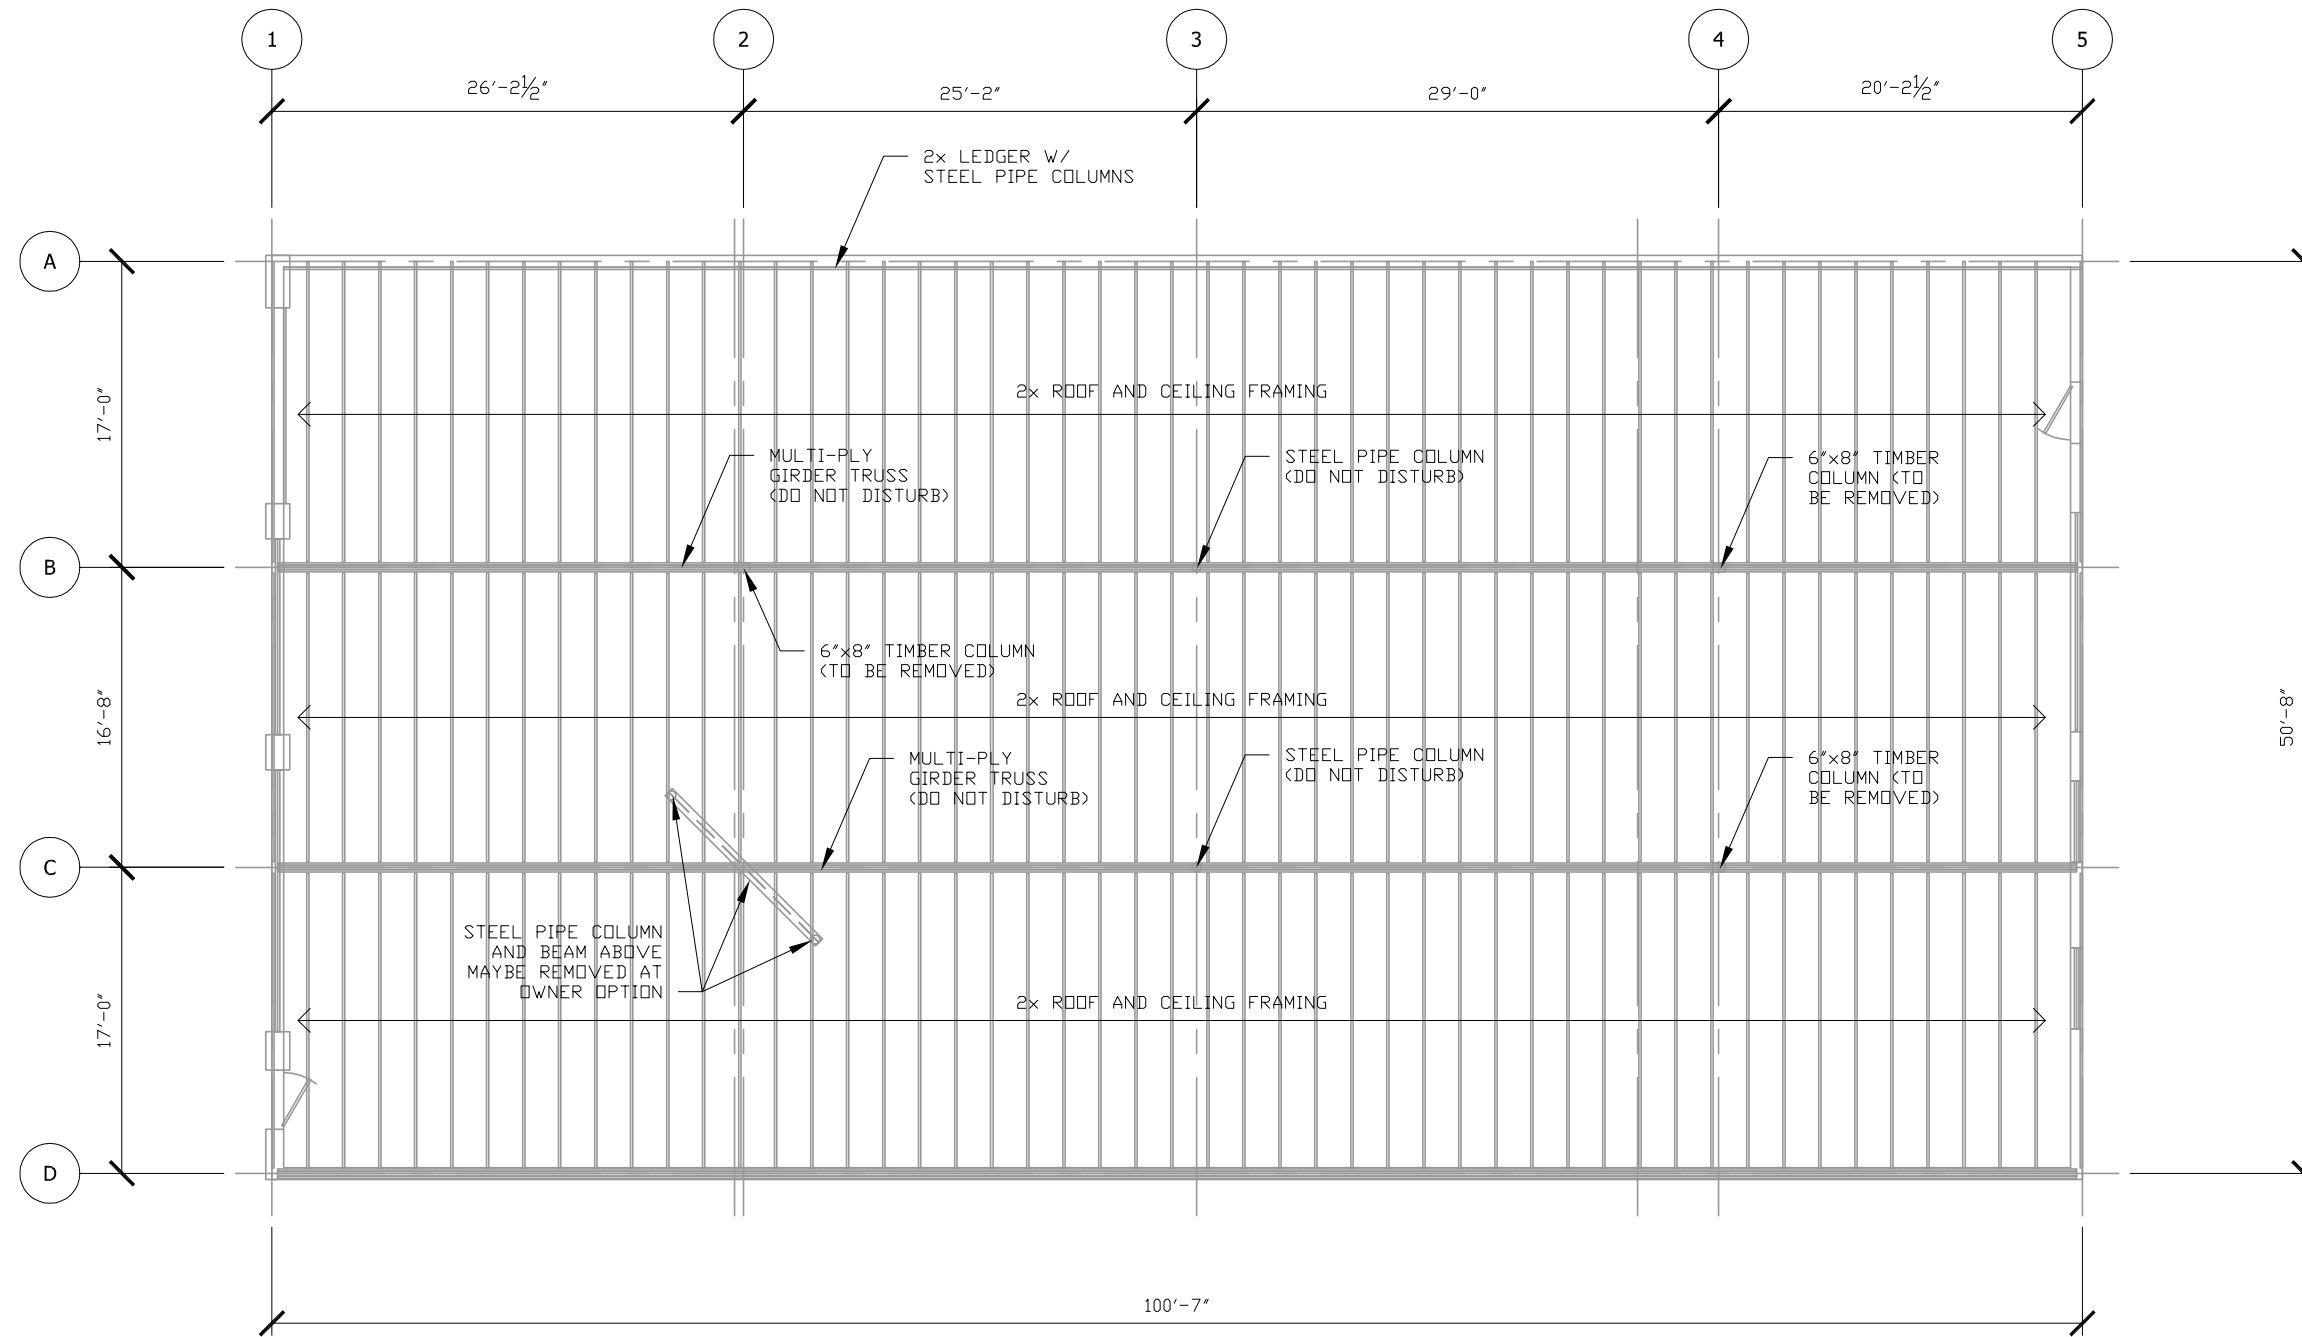 1 2 3 4 5
26'-2½" 25'-2" 29'-0" 20'-2½"
2x LEDGER W/
STEEL PIPE COLUMNS
A
17'-0"
2x ROOF AND CEILING FRAMING
MULTI-PLY
GIRDER TRUSS
(DO NOT DISTURB)
STEEL PIPE COLUMN
(DO NOT DISTURB)
6"x8" TIMBER
COLUMN (TO
BE REMOVED)
B
6"x8" TIMBER COLUMN
(TO BE REMOVED)
16'-8"
2x ROOF AND CEILING FRAMING
50'-8"
MULTI-PLY
GIRDER TRUSS
(DO NOT DISTURB)
STEEL PIPE COLUMN
(DO NOT DISTURB)
6"x8" TIMBER
COLUMN (TO
BE REMOVED)
C
STEEL PIPE COLUMN
AND BEAM ABOVE
MAYBE REMOVED AT
OWNER OPTION
17'-0"
2x ROOF AND CEILING FRAMING
D
100'-7"